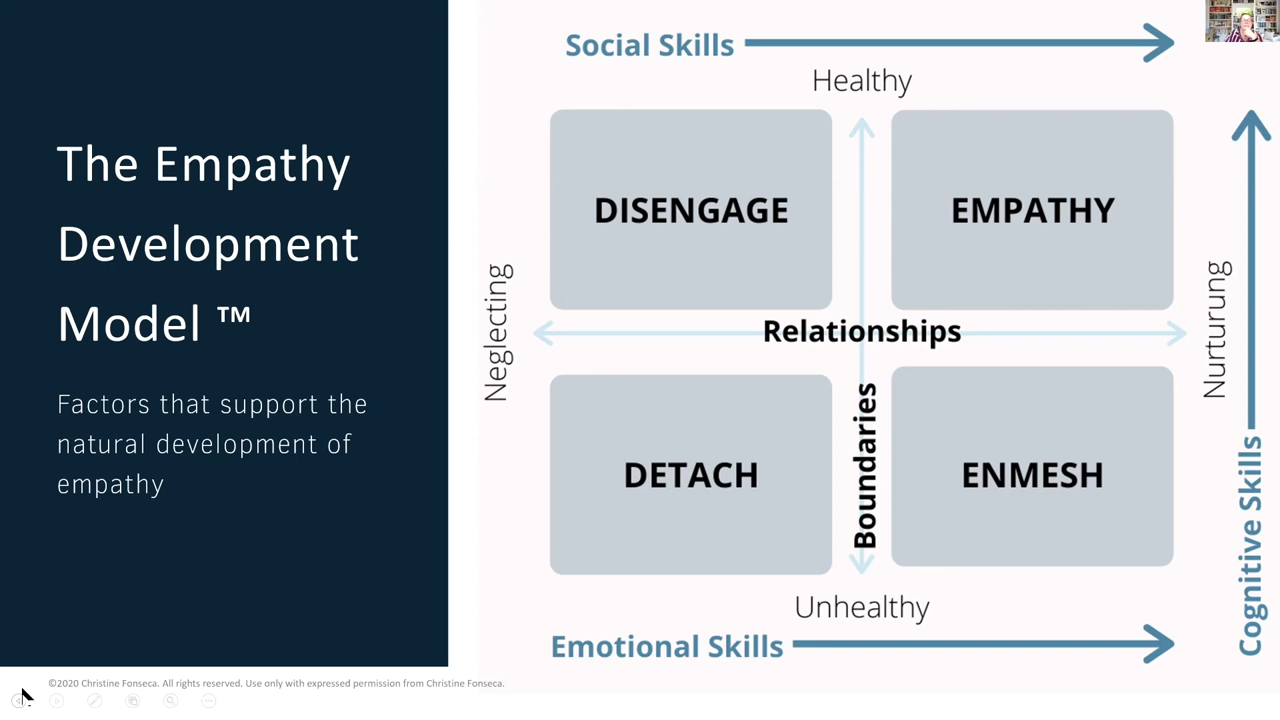 The Empathy
Development
Model ™
Factors that support the
natural development of
empathy
Social Skills
Healthy
DISENGAGE
EMPATHY
Neglecting
Relationships
Nurturung
Boundaries
DETACH
ENMESH
Unhealthy
Emotional Skills
Cognitive Skills
©2020 Christine Fonseca. All rights reserved. Use only with expressed permission from Christine Fonseca.